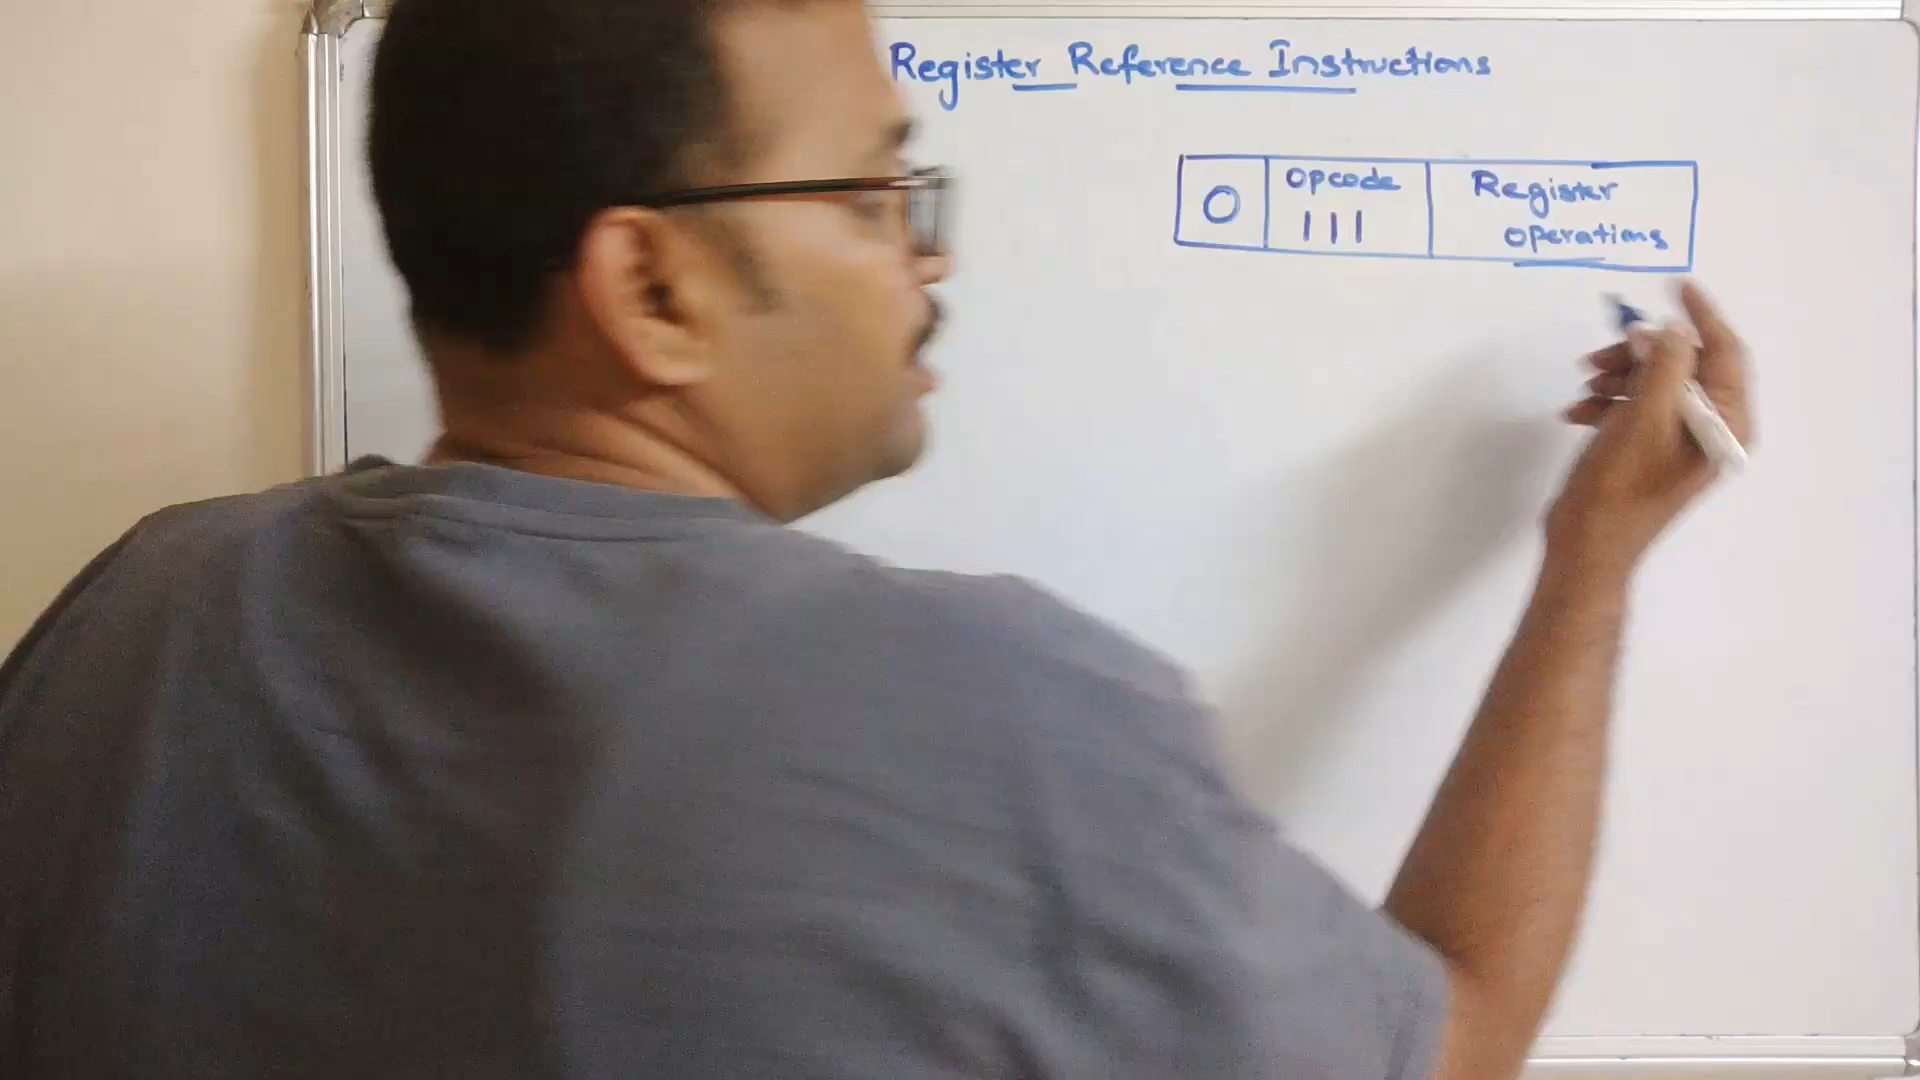 Register Reference Instructions
0
opcode
111
Register
operations